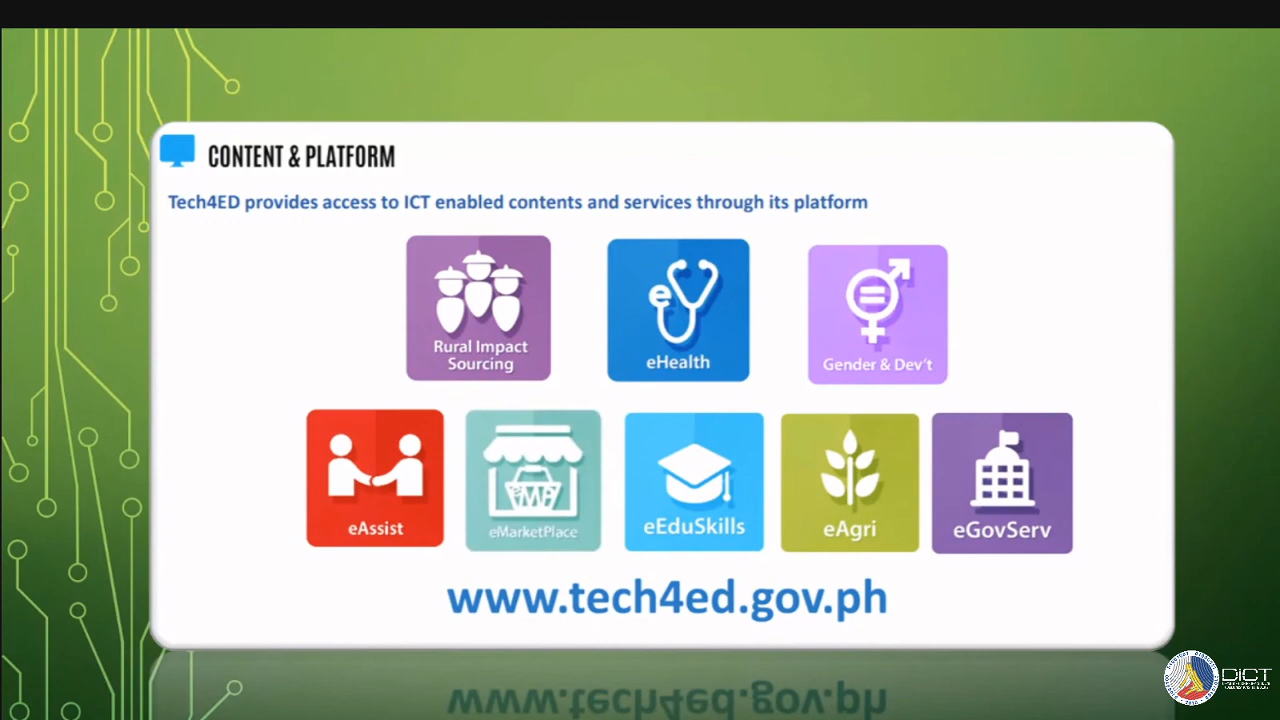 CONTENT & PLATFORM
Tech4ED provides access to ICT enabled contents and services through its platform
Rural Impact
Sourcing
e
eHealth
Gender & Dev't
eAssist
eMP
eMarketPlace
eEduSkills
eAgri
eGovServ
www.tech4ed.gov.ph
DICT